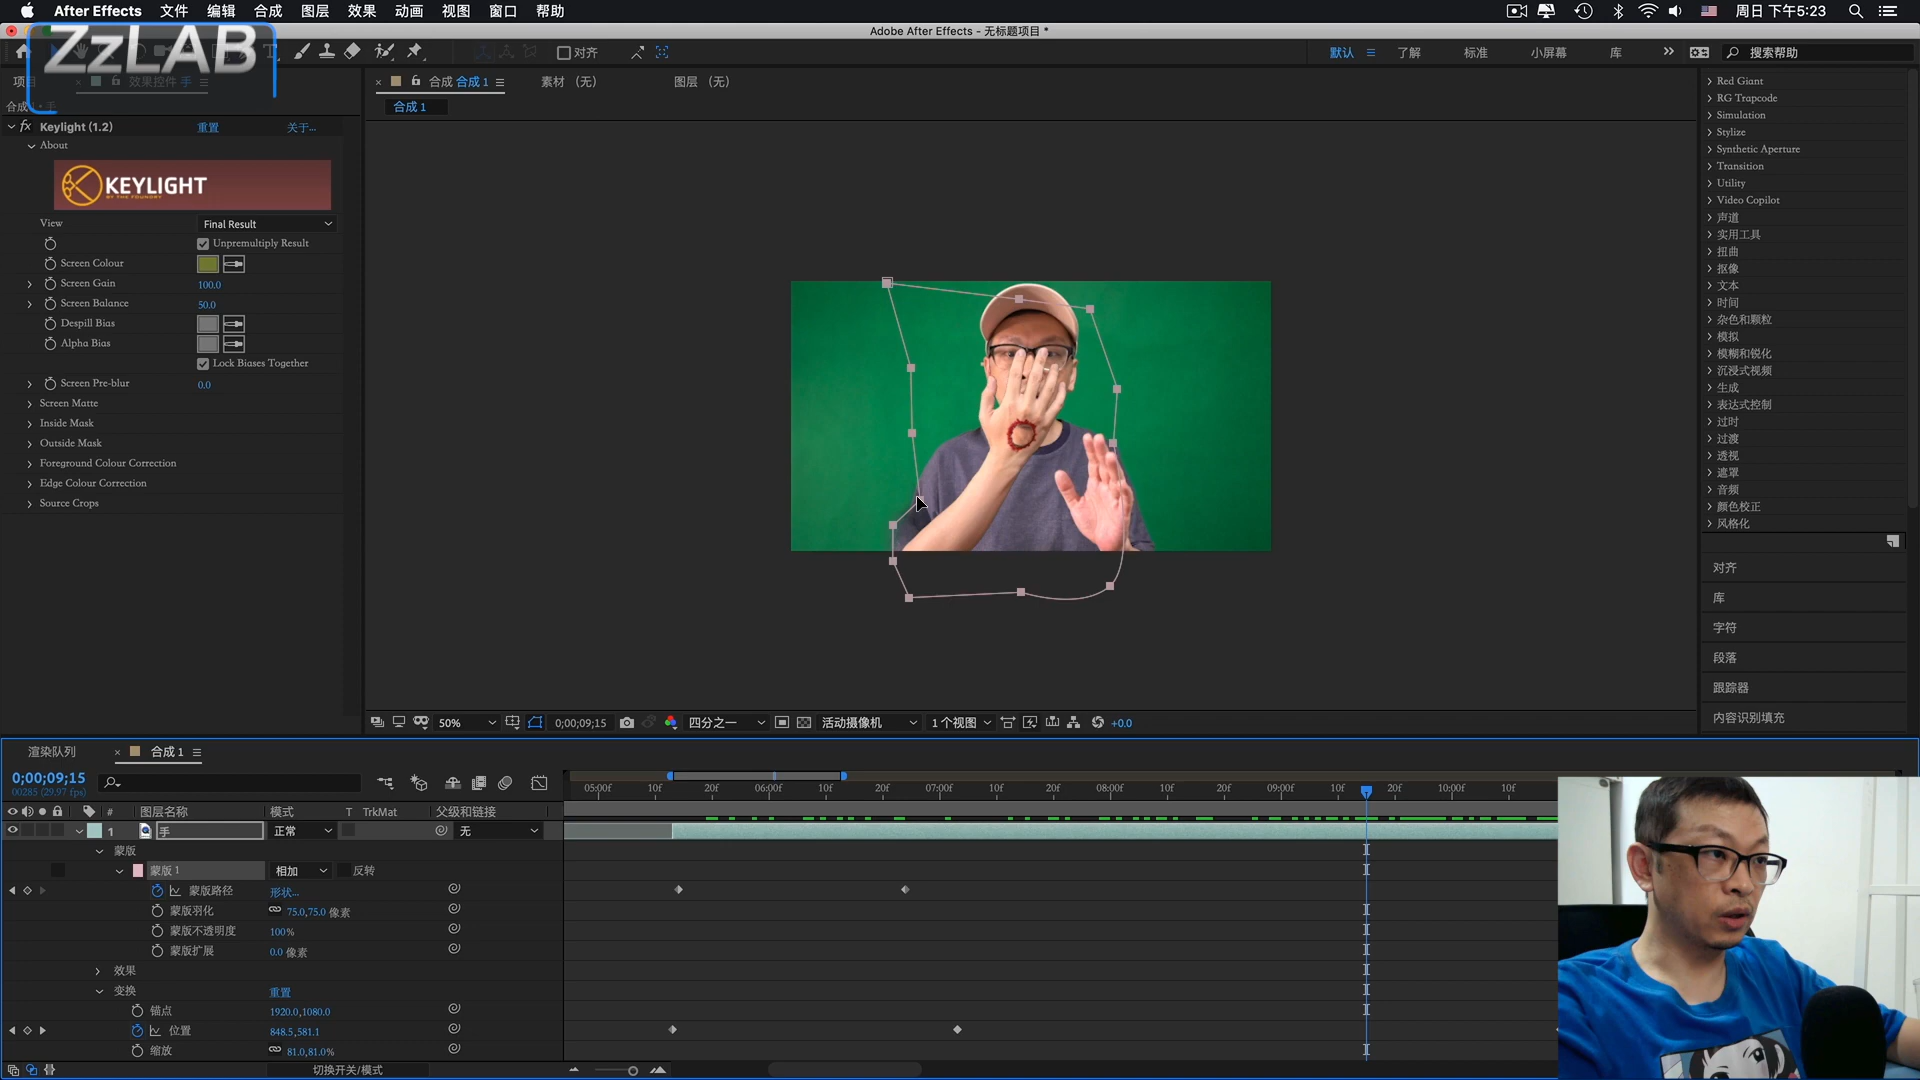 After Effects 文件 编辑 合成 图层 效果 动画 视图 窗口 帮助 周日 下午5:23
Adobe After Effects - 无标题项目 *
ZzLAB
对齐 默认 了解 标准 小屏幕 库 搜索帮助
效果控件 手
合成 合成 1 素材 (无) 图层 (无)
合成 1
Keylight (1.2) 重置 关于...
About
KEYLIGHT
BY THE FOUNDRY
View Final Result
Unpremultiply Result
Screen Colour
Screen Gain 100.0
Screen Balance 50.0
Despill Bias
Alpha Bias
Lock Biases Together
Screen Pre-blur 0.0
Screen Matte
Inside Mask
Outside Mask
Foreground Colour Correction
Edge Colour Correction
Source Crops
Red Giant
RG Trapcode
Simulation
Stylize
Synthetic Aperture
Transition
Utility
Video Copilot
声道
实用工具
扭曲
抠像
文本
时间
杂色和颗粒
模拟
模糊和锐化
沉浸式视频
生成
表达式控制
过时
过渡
透视
遮罩
音频
颜色校正
风格化
对齐
库
字符
段落
跟踪器
内容识别填充
50% 0;00;09;15 四分之一 活动摄像机 1 个视图 +0.0
渲染队列 合成 1
0;00;09;15
00285 (29.97 fps)
05:00f 10f 20f 06:00f 10f 20f 07:00f 10f 20f 08:00f 10f 20f 09:00f 10f 20f 10:00f 10f
# 图层名称 模式 T TrkMat 父级和链接
1 手 正常 无
蒙版
蒙版 1 相加 反转
蒙版路径 形状...
蒙版羽化 75.0,75.0 像素
蒙版不透明度 100%
蒙版扩展 0.0 像素
效果
变换 重置
锚点 1920.0,1080.0
位置 848.5,581.1
缩放 81.0,81.0%
切换开关/模式